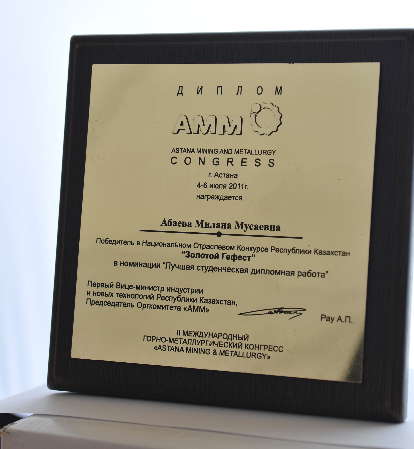 ДИПЛОМ
АММ
ASTANA MINING AND METALLURGY
CONGRESS
г. Астана
4-6 июля 2011г.
награждается
Абаева Милана Мусаевна
Победитель в Национальном Отраслевом Конкурсе Республики Казахстан
"Золотой Гефест"
в номинации "Лучшая студенческая дипломная работа"
Первый Вице-министр индустрии
и новых технологий Республики Казахстан,
Председатель Оргкомитета «АММ»
Рау А.П.
II МЕЖДУНАРОДНЫЙ
ГОРНО-МЕТАЛЛУРГИЧЕСКИЙ КОНГРЕСС
«ASTANA MINING & METALLURGY»